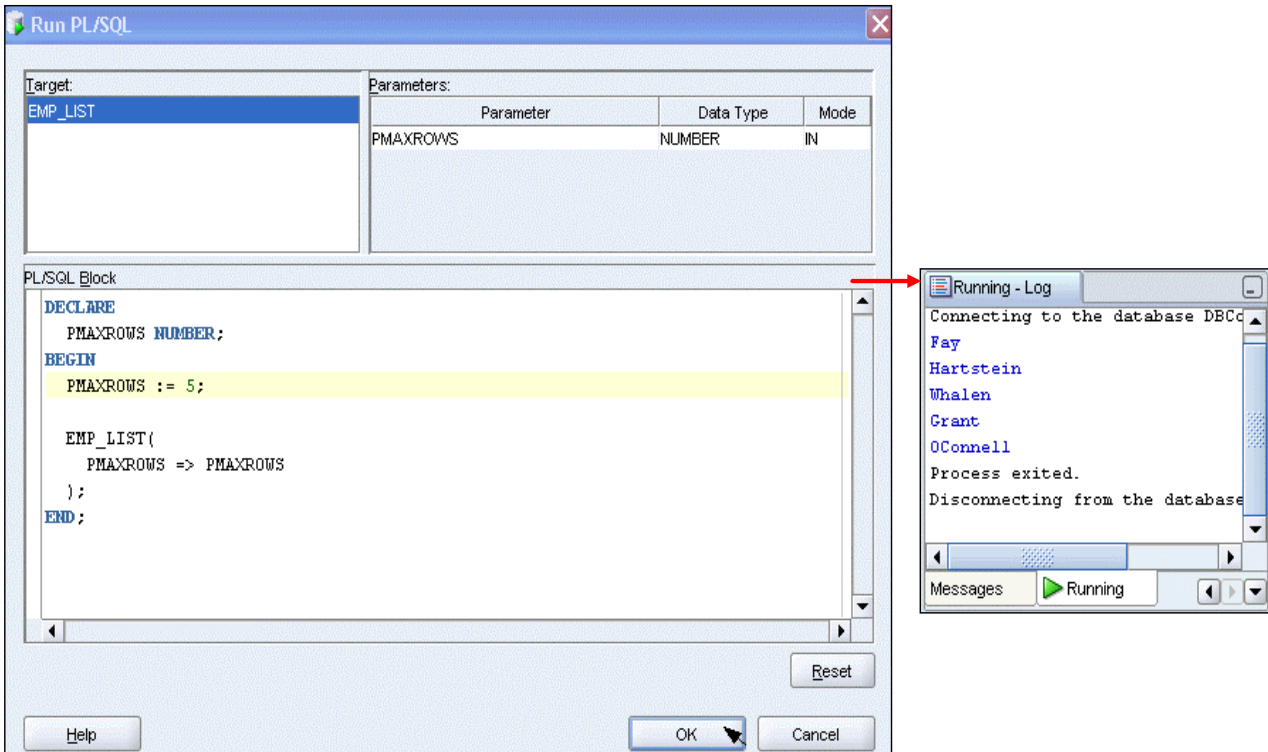 Run PL/SQL
Target:
EMP_LIST
Parameters:
Parameter Data Type Mode
PMAXROWS NUMBER IN
PL/SQL Block
DECLARE
PMAXROWS NUMBER;
BEGIN
PMAXROWS := 5;
EMP_LIST(
PMAXROWS => PMAXROWS
);
END;
Reset
Help
OK
Cancel
Running - Log
Connecting to the database
Fay
Hartstein
Whalen
Grant
OConnell
Process exited.
Disconnecting from the database
Messages
Running